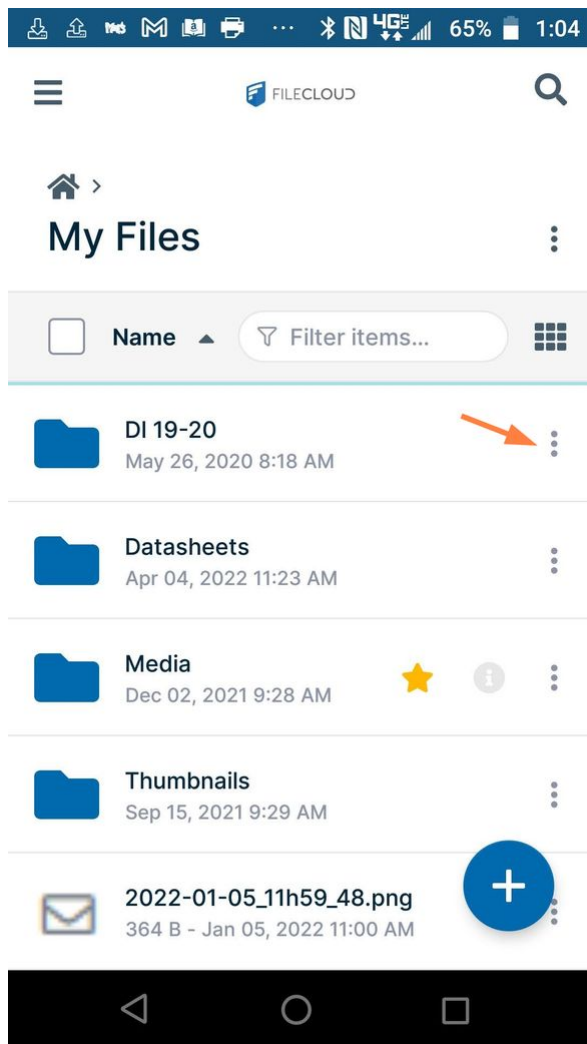 65% 1:04
FILECLOUD
My Files
Name Filter items...
DI 19-20
May 26, 2020 8:18 AM
Datasheets
Apr 04, 2022 11:23 AM
Media
Dec 02, 2021 9:28 AM
Thumbnails
Sep 15, 2021 9:29 AM
2022-01-05_11h59_48.png
364 B - Jan 05, 2022 11:00 AM